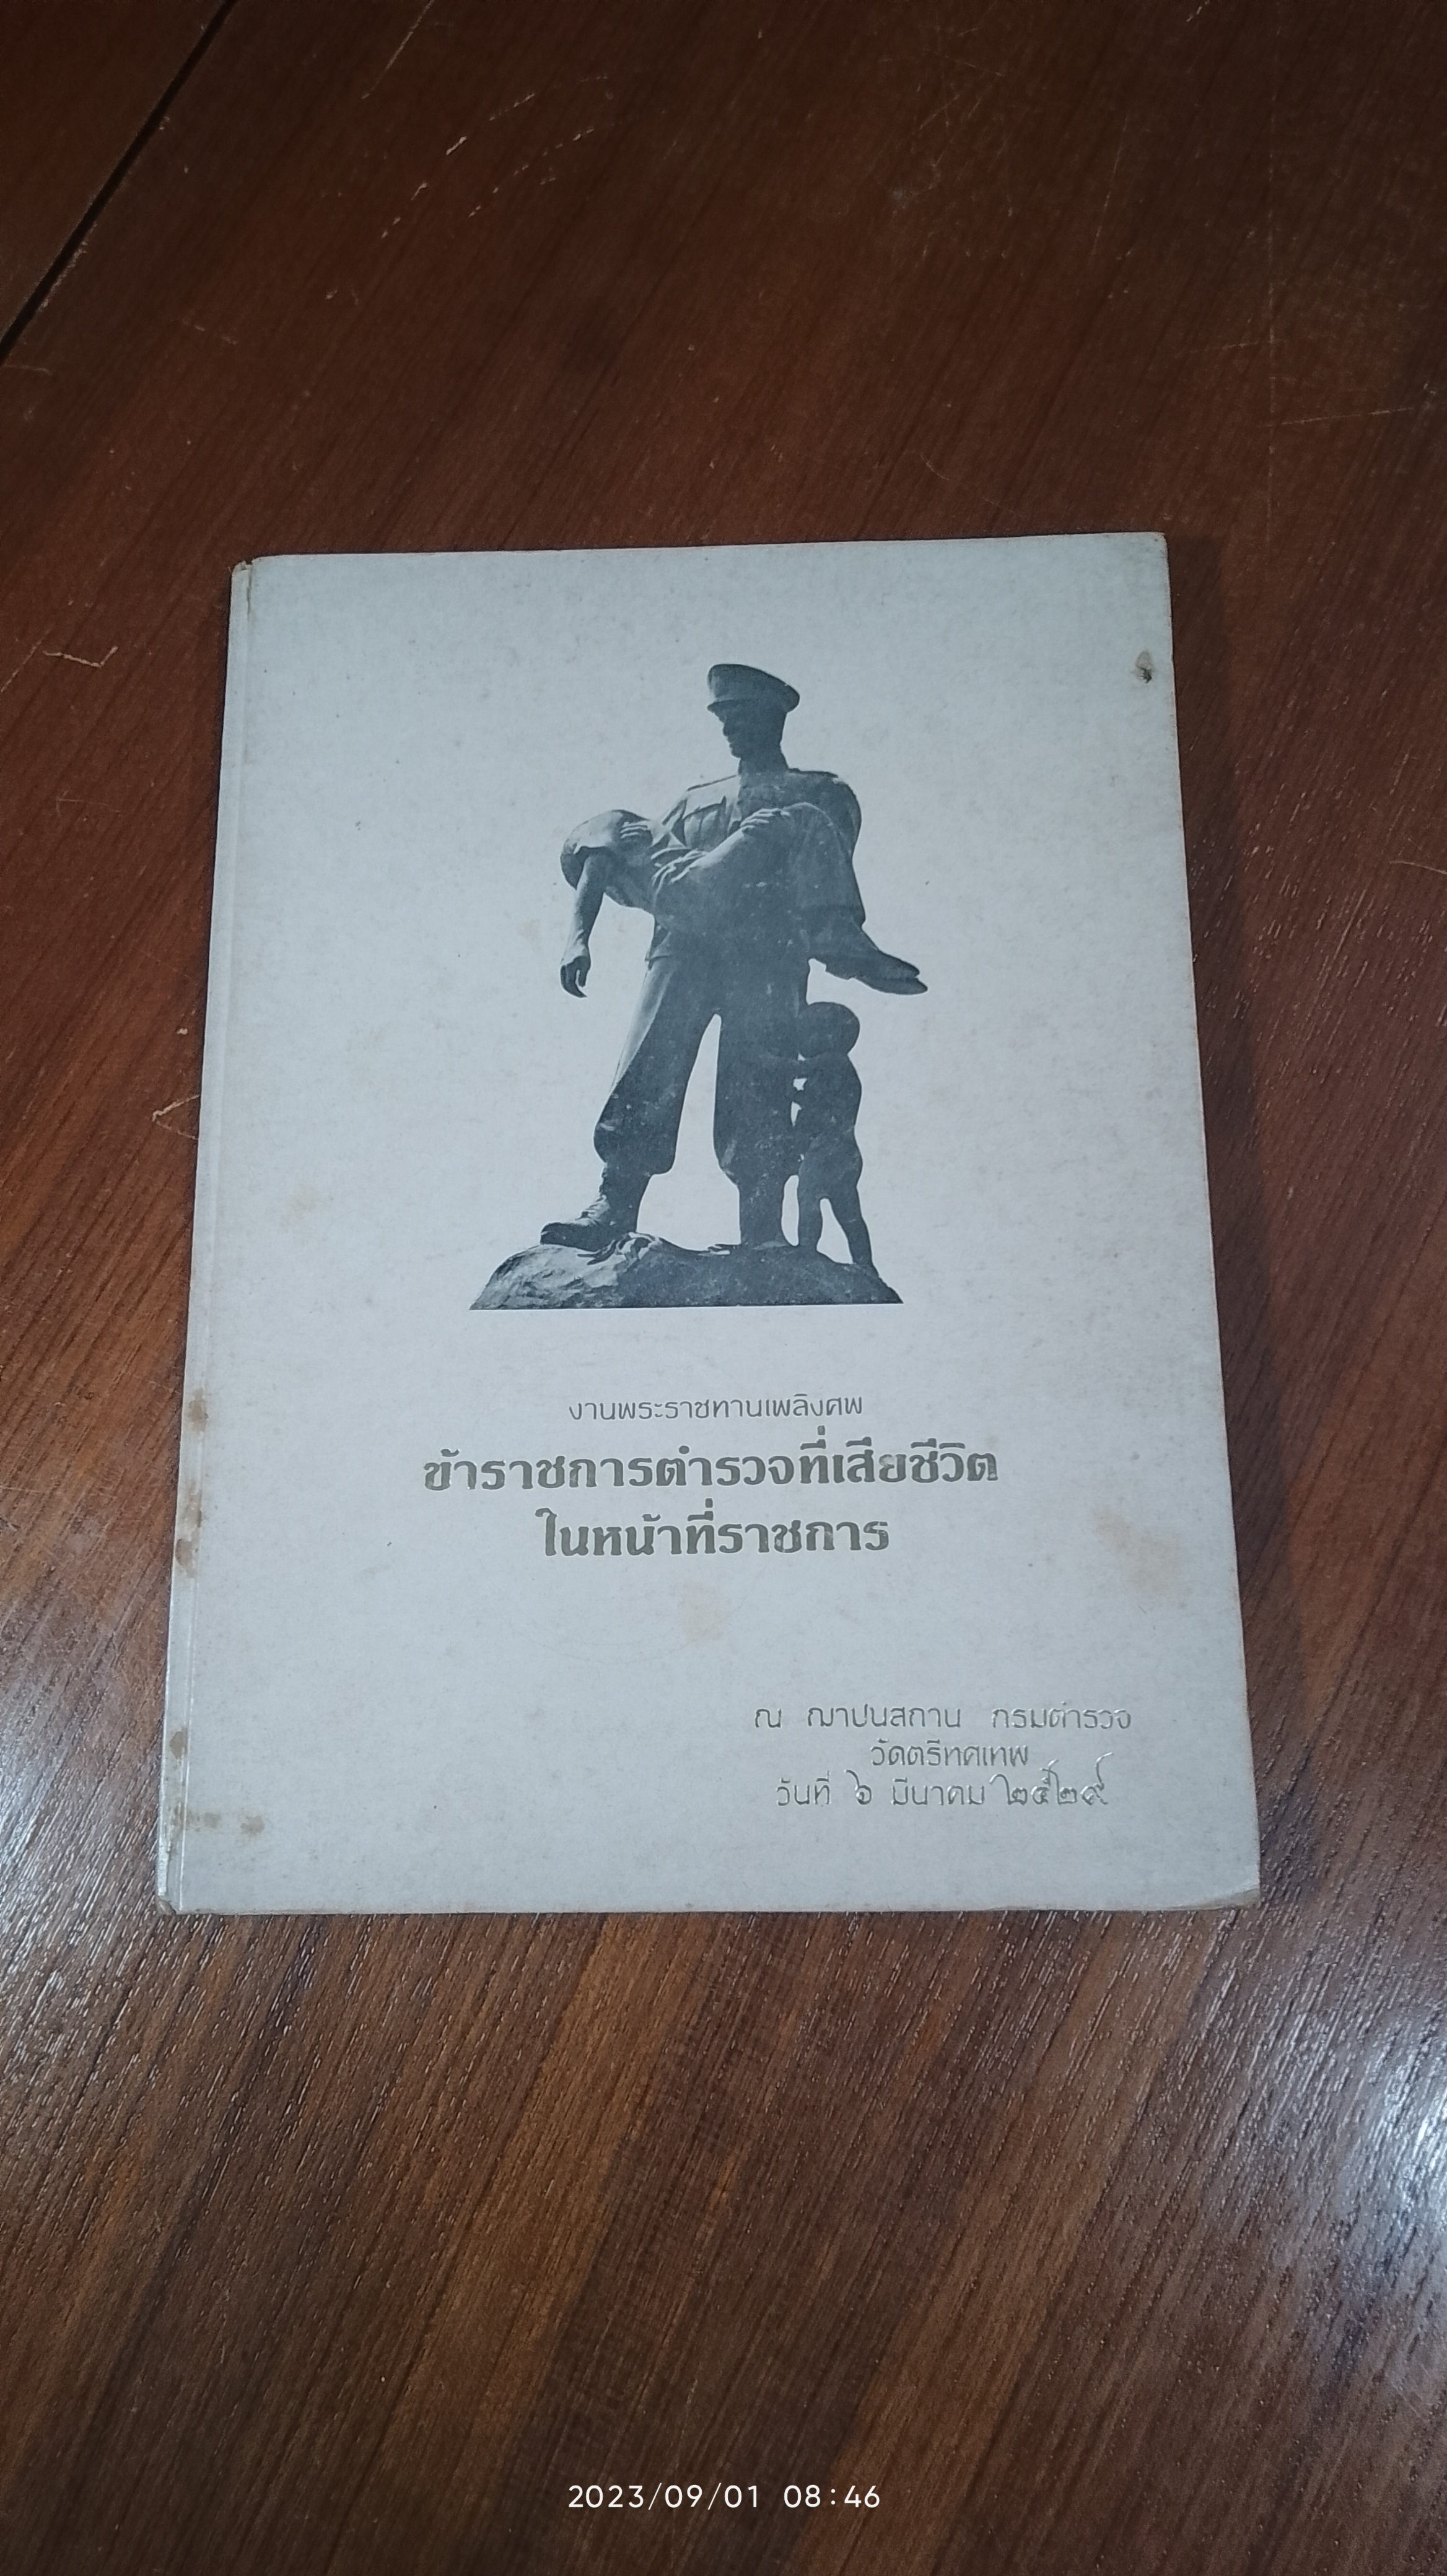 งานพระราชทานเพลิงศพ
ข้าราชการตำรวจที่เสียชีวิต
ในหน้าที่ราชการ
ณ ฌาปนสถาน กรมตำรวจ
วัดตรีทศเทพ
วันที่ ๖ มีนาคม ๒๕๒๙
2023/09/01 08:46